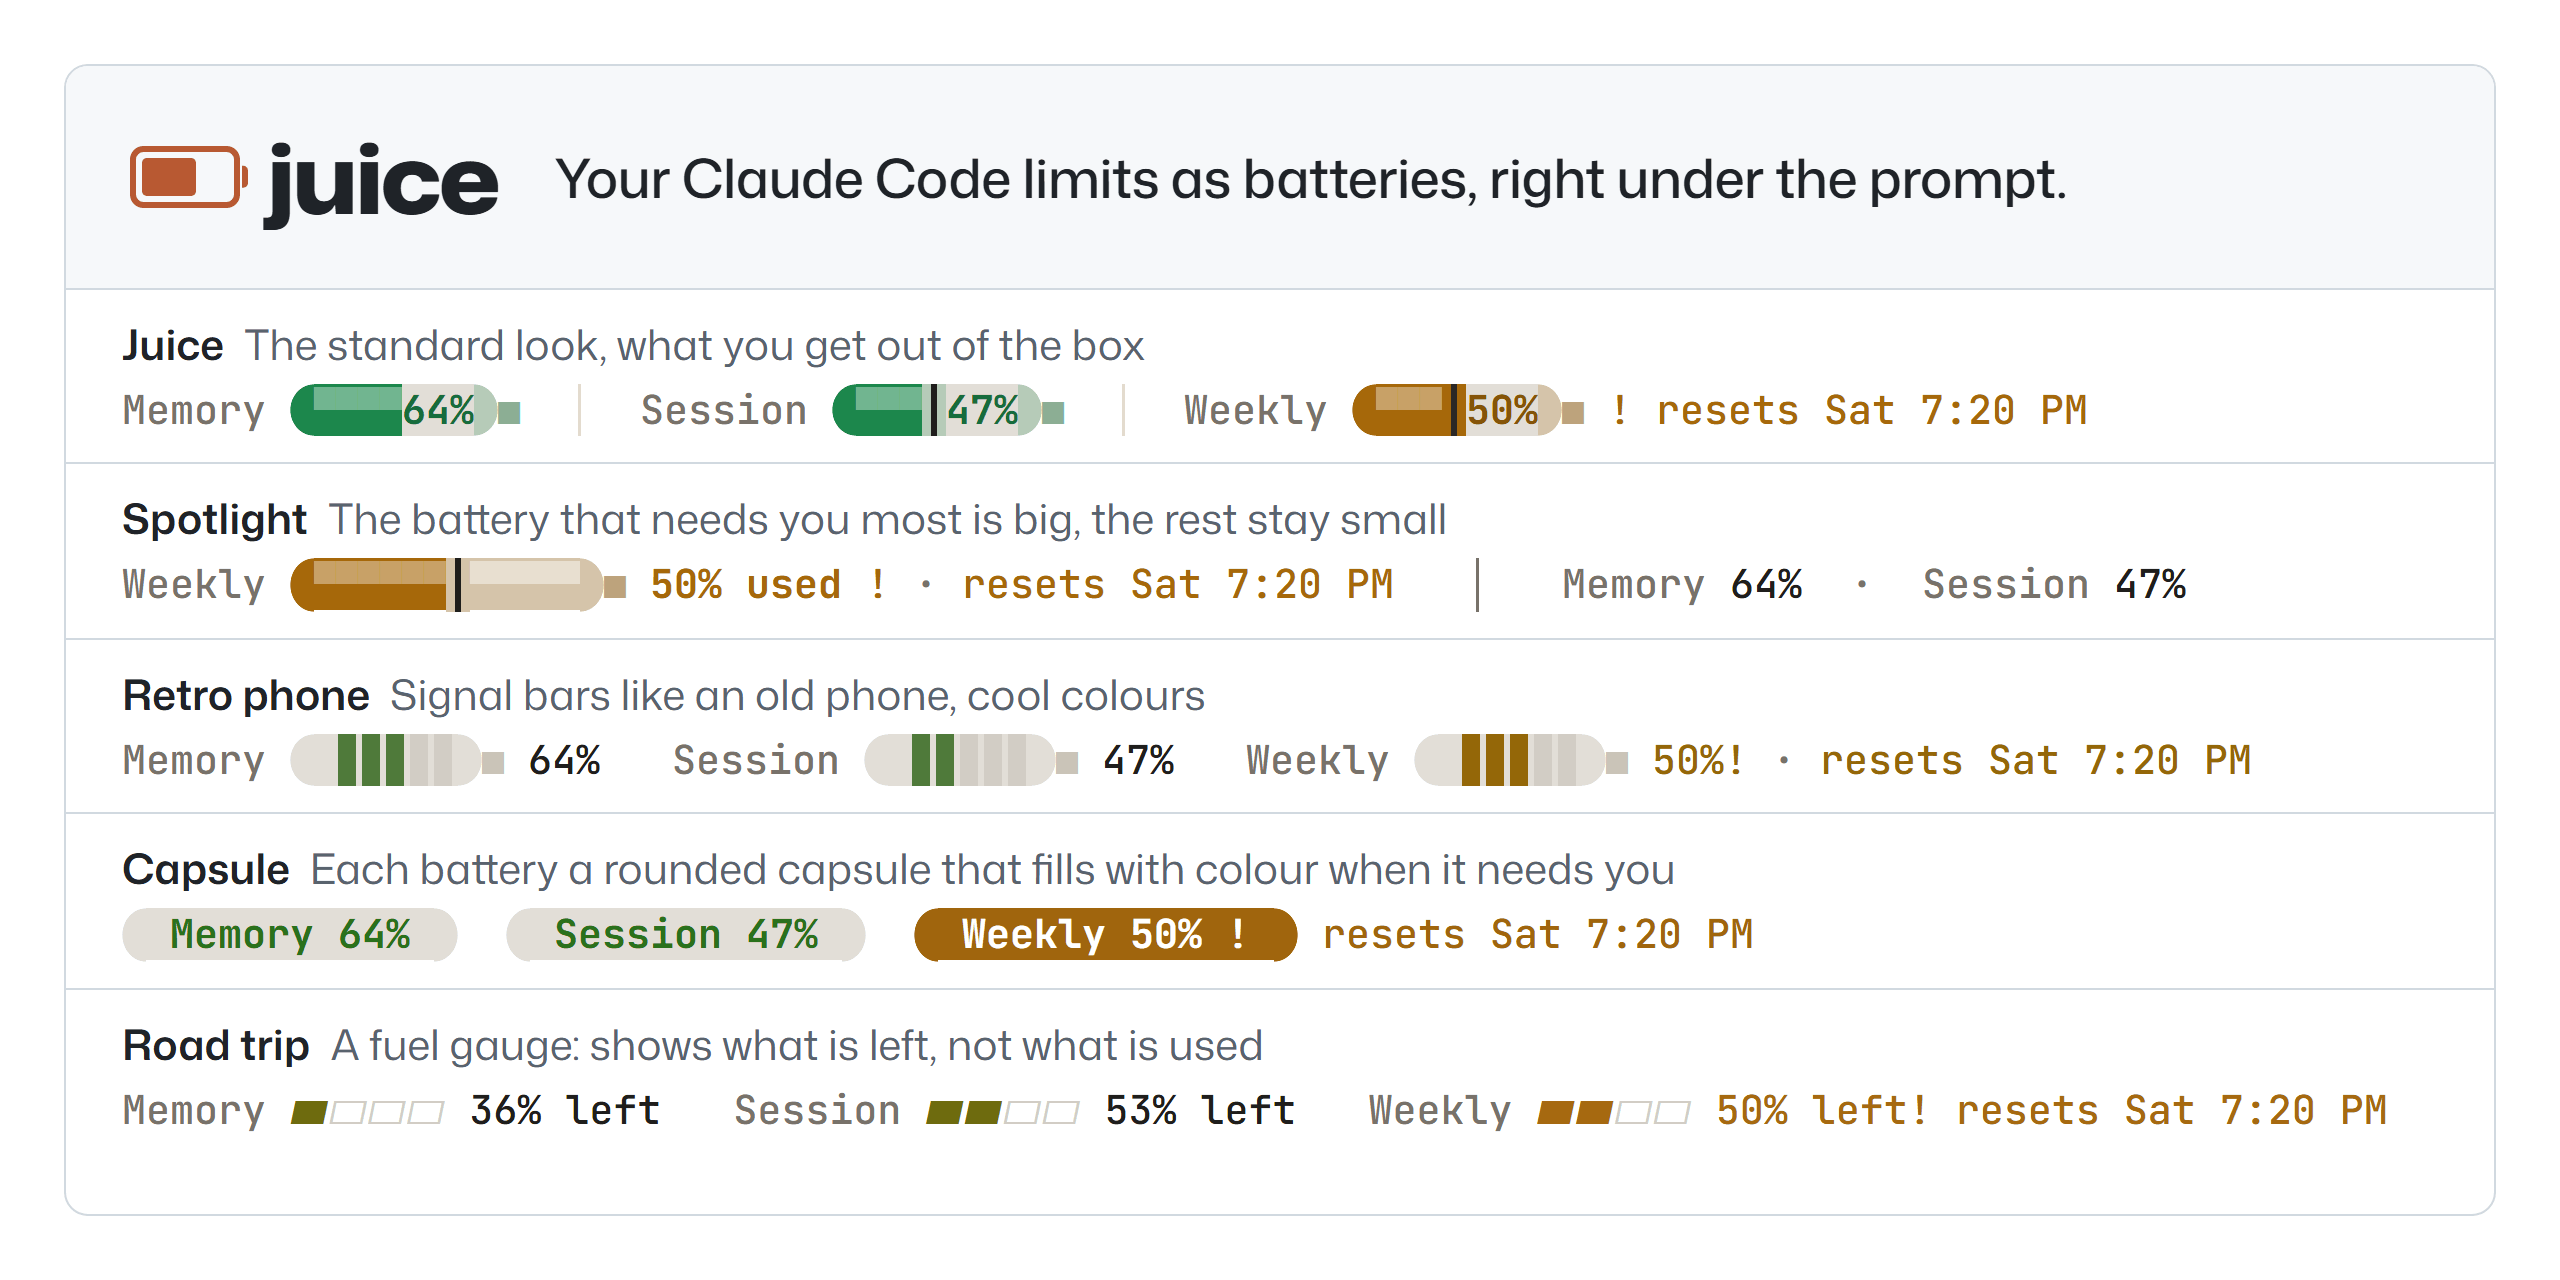 juice Your Claude Code limits as batteries, right under the prompt.
Juice The standard look, what you get out of the box
Memory 64% Session 47% Weekly 50% ! resets Sat 7:20 PM
Spotlight The battery that needs you most is big, the rest stay small
Weekly 50% used ! · resets Sat 7:20 PM | Memory 64% · Session 47%
Retro phone Signal bars like an old phone, cool colours
Memory 64% Session 47% Weekly 50%! · resets Sat 7:20 PM
Capsule Each battery a rounded capsule that fills with colour when it needs you
Memory 64% Session 47% Weekly 50% ! resets Sat 7:20 PM
Road trip A fuel gauge: shows what is left, not what is used
Memory 36% left Session 53% left Weekly 50% left! resets Sat 7:20 PM